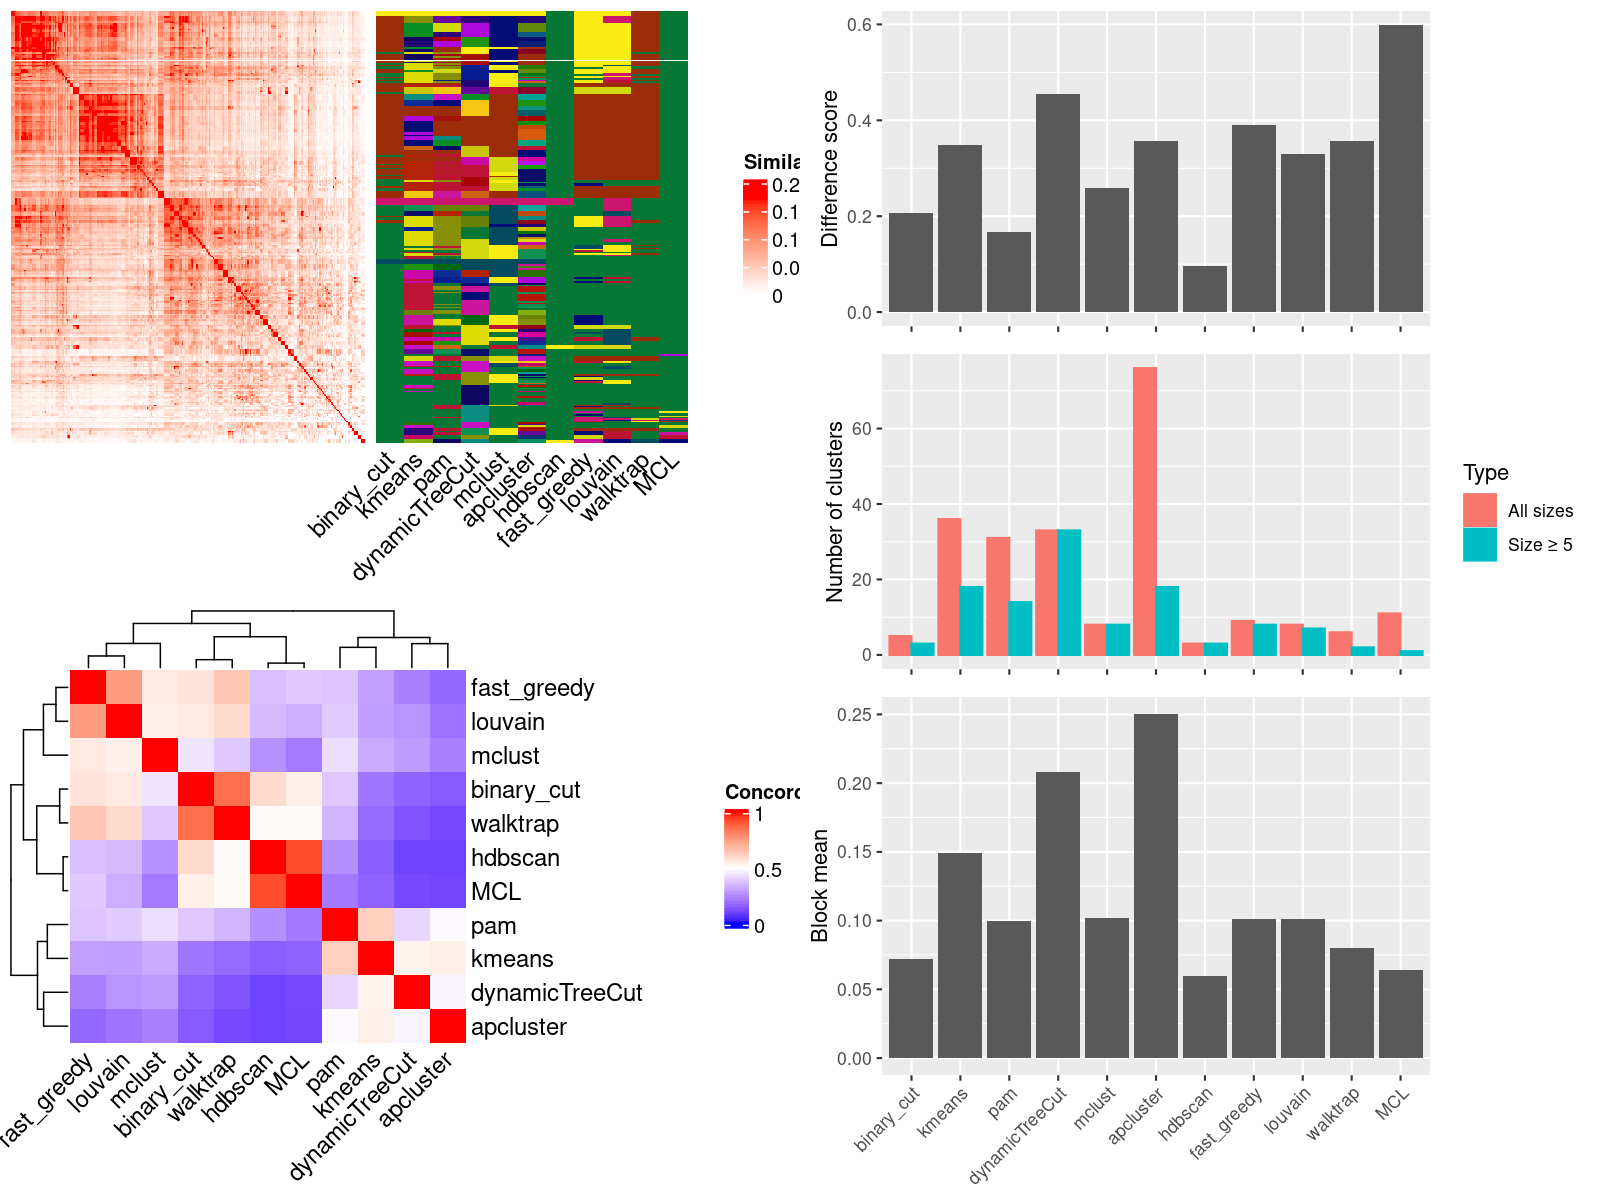 Simila
0.2
0.1
0.1
0.0
0
binary_cut
kmeans
pam
dynamicTreeCut
mclust
apcluster
hdbscan
fast_greedy
louvain
walktrap
MCL
fast_greedy
louvain
mclust
binary_cut
walktrap
hdbscan
MCL
pam
kmeans
dynamicTreeCut
apcluster
fast_greedy
louvain
mclust
binary_cut
walktrap
hdbscan
MCL
pam
kmeans
dynamicTreeCut
apcluster
Concord
1
0.5
0
Difference score
0.6
0.4
0.2
0.0
Number of clusters
60
40
20
0
Type
All sizes
Size ≥ 5
Block mean
0.25
0.20
0.15
0.10
0.05
0.00
binary_cut
kmeans
pam
dynamicTreeCut
mclust
apcluster
hdbscan
fast_greedy
louvain
walktrap
MCL